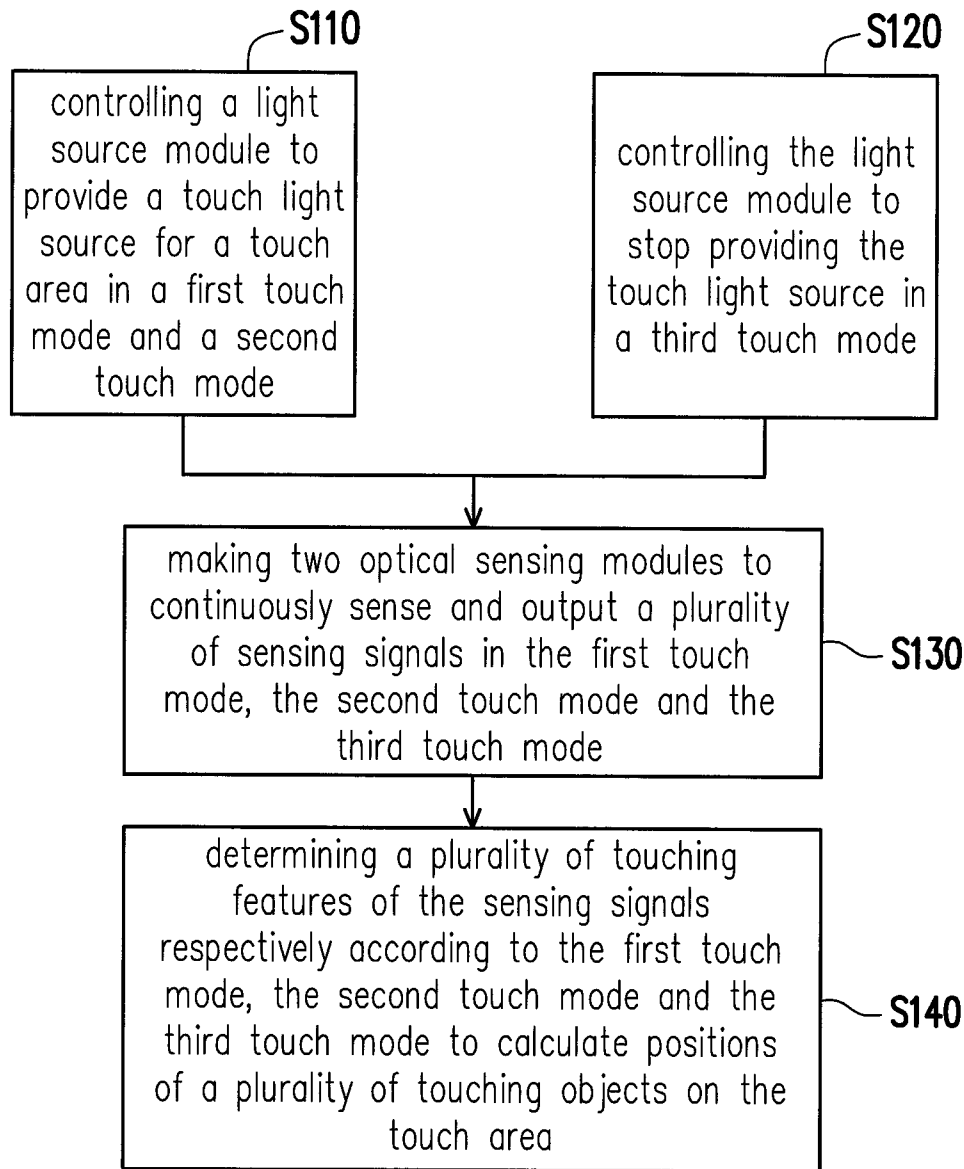 S110
controlling a light
source module to
provide a touch light
source for a touch
area in a first touch
mode and a second
touch mode
S120
controlling the light
source module to
stop providing the
touch light source in
a third touch mode
making two optical sensing modules to
continuously sense and output a plurality
of sensing signals in the first touch
mode, the second touch mode and the
third touch mode
S130
determining a plurality of touching
features of the sensing signals
respectively according to the first touch
mode, the second touch mode and the
third touch mode to calculate positions
of a plurality of touching objects on the
touch area
S140